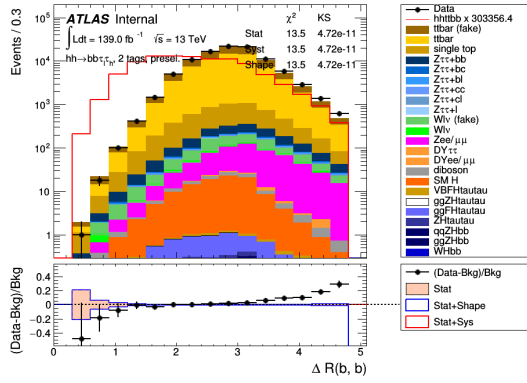 Events / 0.3
10⁵
10⁴
10³
10²
10
1
ATLAS Internal
χ² KS
∫Ldt = 139.0 fb⁻¹ √s = 13 TeV
Stat 13.5 4.72e-11
Syst 13.5 4.72e-11
hh→bbττₕ, 2 tags, presel.
Shape 13.5 4.72e-11
Data
hhttbb x 303356.4
ttbar (fake)
ttbar
single top
Zττ+bb
Zττ+bc
Zττ+bl
Zττ+cc
Zττ+cl
Zττ+l
Wlν (fake)
Wlν
Zee/μμ
DYττ
DYee/μμ
diboson
SM H
VBFHtautau
ggZHtautau
ggFHtautau
ZHtautau
qqZHbb
ggZHbb
WHbb
(Data-Bkg)/Bkg
0.4
0.2
0
−0.2
−0.4
0 1 2 3 4 5
Δ R(b, b)
(Data-Bkg)/Bkg
Stat
Stat+Shape
Stat+Sys